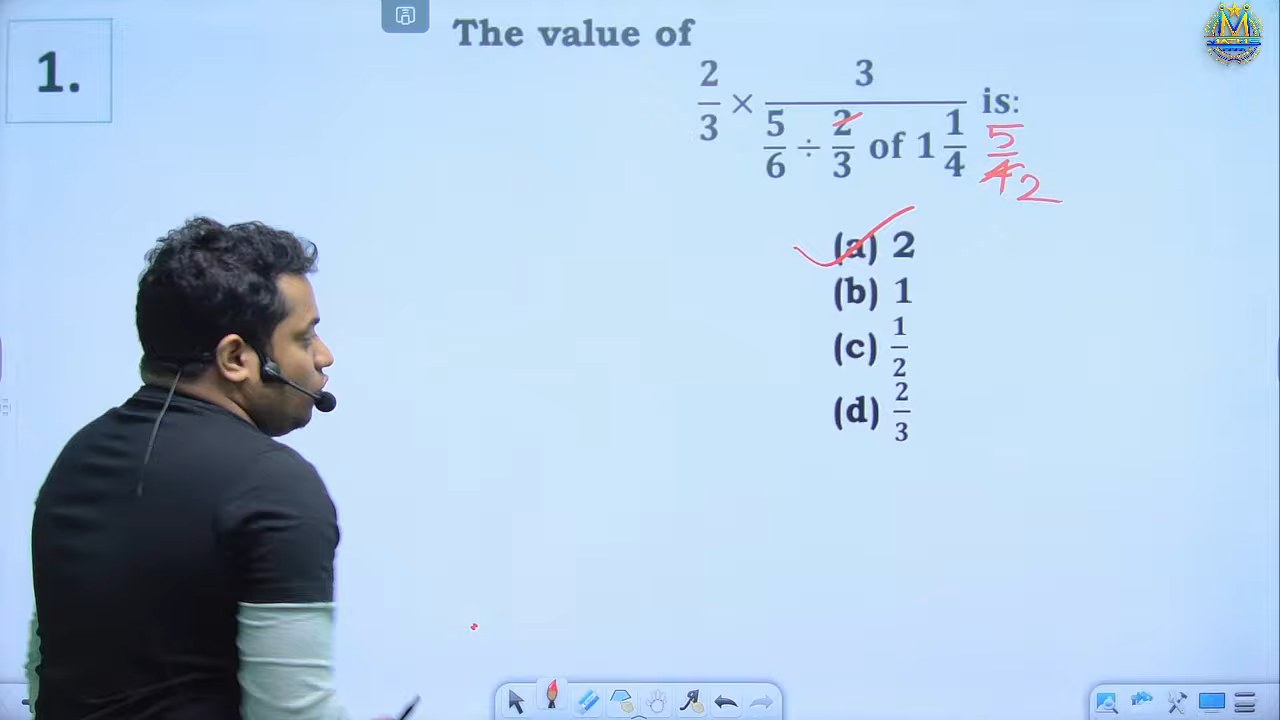 1.
The value of
2/3 × 3 / (5/6 ÷ 2/3 of 1 1/4) is:
5/4 2
(a) 2
(b) 1
(c) 1/2
(d) 2/3
M